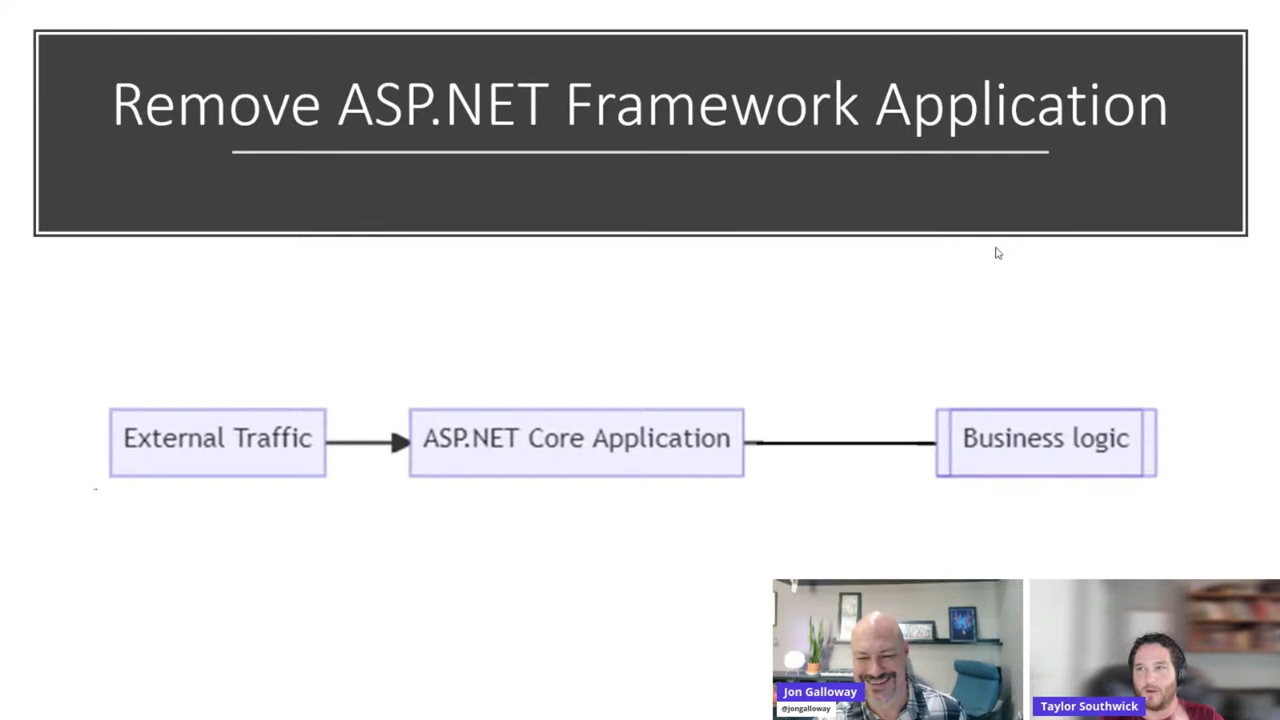 Remove ASP.NET Framework Application
External Traffic
ASP.NET Core Application
Business logic
Jon Galloway
@jongalloway
Taylor Southwick